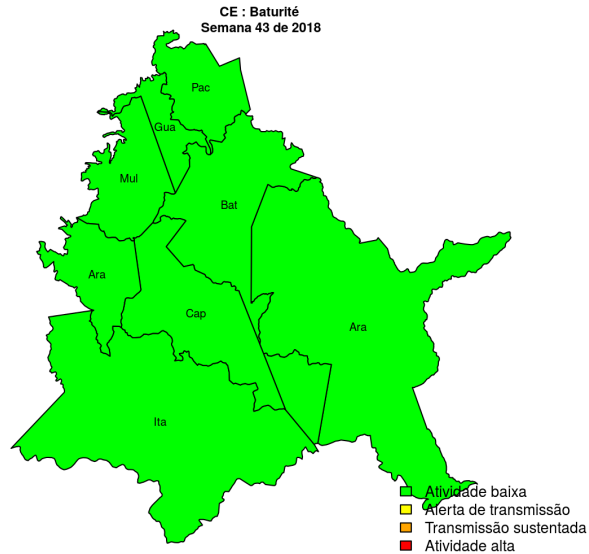 CE : Baturité
Semana 43 de 2018
Pac
Gua
Mul
Bat
Ara
Cap
Ara
Ita
Atividade baixa
Alerta de transmissão
Transmissão sustentada
Atividade alta